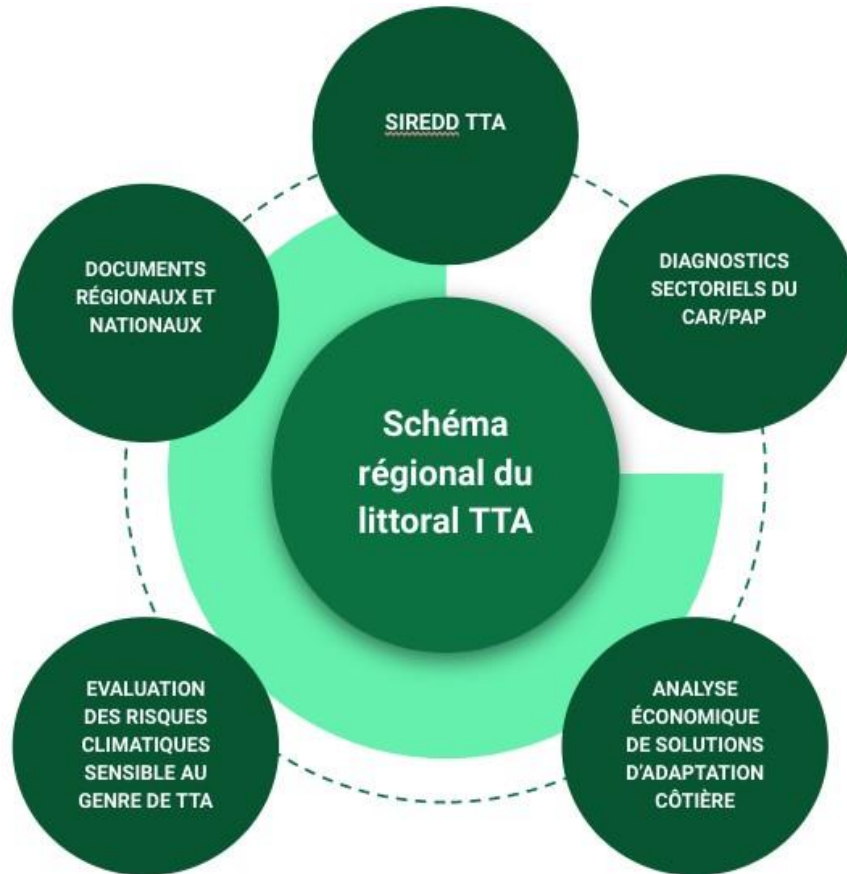 SIREDD TTA
DOCUMENTS
RÉGIONAUX ET
NATIONAUX
DIAGNOSTICS
SECTORIELS DU
CAR/PAP
Schéma
régional du
littoral TTA
EVALUATION
DES RISQUES
CLIMATIQUES
SENSIBLE AU
GENRE DE TTA
ANALYSE
ÉCONOMIQUE
DE SOLUTIONS
D'ADAPTATION
CÔTIÈRE